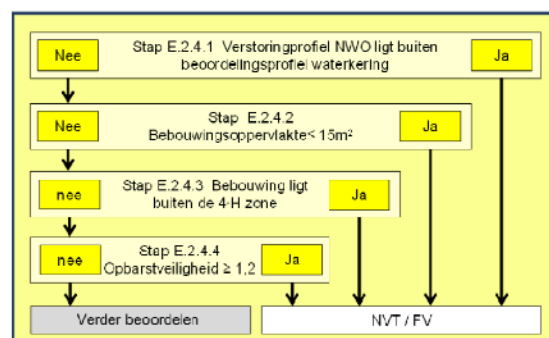 Nee Stap E.2.4.1 Verstoringprofiel NWO ligt buiten Ja
beoordelingsprofiel waterkering
Nee Stap E.2.4.2 Ja
Bebouwingsoppervlakte< 15m²
nee Stap E.2.4.3 Bebouwing ligt Ja
buiten de 4-H zone
nee Stap E.2.4.4 Ja
Opbarstveiligheid ≥ 1,2
Verder beoordelen NVT / FV